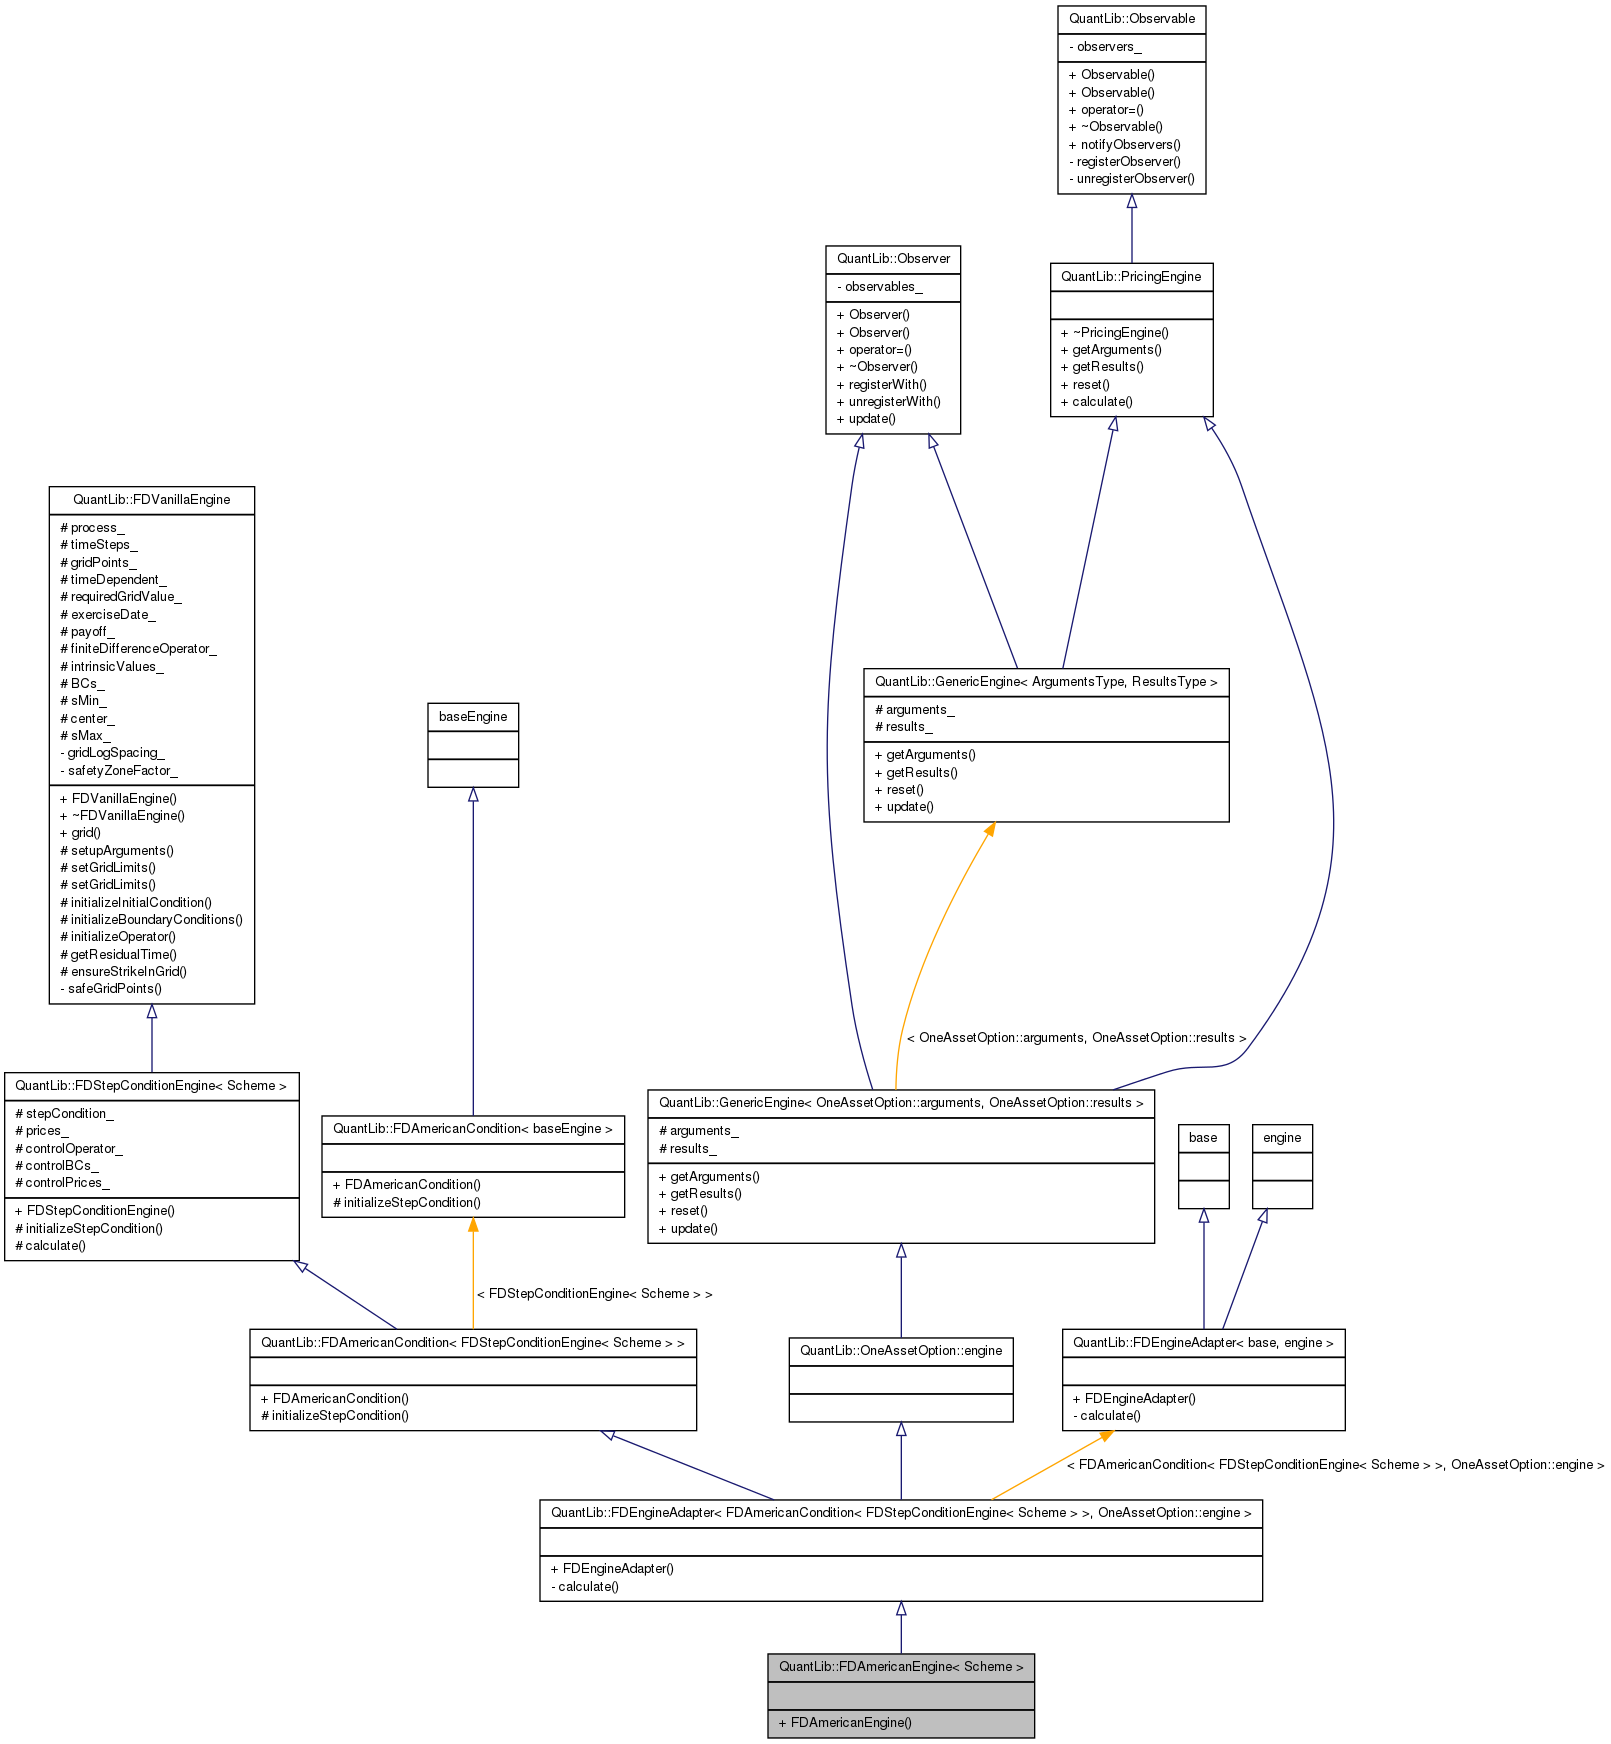 QuantLib::Observable
- observers_
+ Observable()
+ Observable()
+ operator=()
+ ~Observable()
+ notifyObservers()
- registerObserver()
- unregisterObserver()
QuantLib::Observer
- observables_
+ Observer()
+ Observer()
+ operator=()
+ ~Observer()
+ registerWith()
+ unregisterWith()
+ update()
QuantLib::PricingEngine
+ ~PricingEngine()
+ getArguments()
+ getResults()
+ reset()
+ calculate()
QuantLib::FDVanillaEngine
# process_
# timeSteps_
# gridPoints_
# timeDependent_
# requiredGridValue_
# exerciseDate_
# payoff_
# finiteDifferenceOperator_
# intrinsicValues_
# BCs_
# sMin_
# center_
# sMax_
- gridLogSpacing_
- safetyZoneFactor_
+ FDVanillaEngine()
+ ~FDVanillaEngine()
+ grid()
# setupArguments()
# setGridLimits()
# setGridLimits()
# initializeInitialCondition()
# initializeBoundaryConditions()
# initializeOperator()
# getResidualTime()
# ensureStrikeInGrid()
- safeGridPoints()
baseEngine
QuantLib::GenericEngine< ArgumentsType, ResultsType >
# arguments_
# results_
+ getArguments()
+ getResults()
+ reset()
+ update()
< OneAssetOption::arguments, OneAssetOption::results >
QuantLib::FDStepConditionEngine< Scheme >
# stepCondition_
# prices_
# controlOperator_
# controlBCs_
# controlPrices_
+ FDStepConditionEngine()
# initializeStepCondition()
# calculate()
QuantLib::FDAmericanCondition< baseEngine >
+ FDAmericanCondition()
# initializeStepCondition()
QuantLib::GenericEngine< OneAssetOption::arguments, OneAssetOption::results >
# arguments_
# results_
+ getArguments()
+ getResults()
+ reset()
+ update()
base
engine
< FDStepConditionEngine< Scheme > >
QuantLib::FDAmericanCondition< FDStepConditionEngine< Scheme > >
+ FDAmericanCondition()
# initializeStepCondition()
QuantLib::OneAssetOption::engine
QuantLib::FDEngineAdapter< base, engine >
+ FDEngineAdapter()
- calculate()
< FDAmericanCondition< FDStepConditionEngine< Scheme > >, OneAssetOption::engine >
QuantLib::FDEngineAdapter< FDAmericanCondition< FDStepConditionEngine< Scheme > >, OneAssetOption::engine >
+ FDEngineAdapter()
- calculate()
QuantLib::FDAmericanEngine< Scheme >
+ FDAmericanEngine()